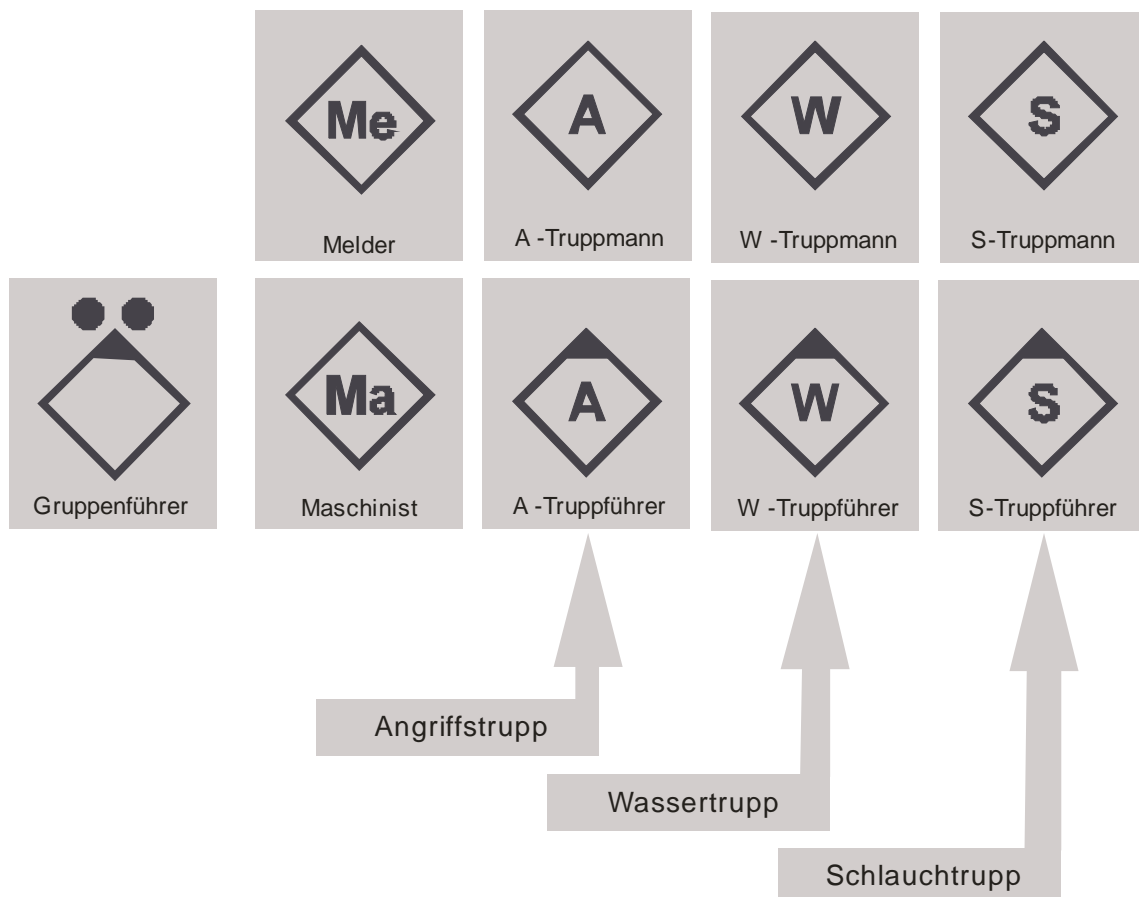 Me
A
W
S
Melder
A -Truppmann
W -Truppmann
S-Truppmann
Ma
A
W
S
Gruppenführer
Maschinist
A -Truppführer
W -Truppführer
S-Truppführer
Angriffstrupp
Wassertrupp
Schlauchtrupp